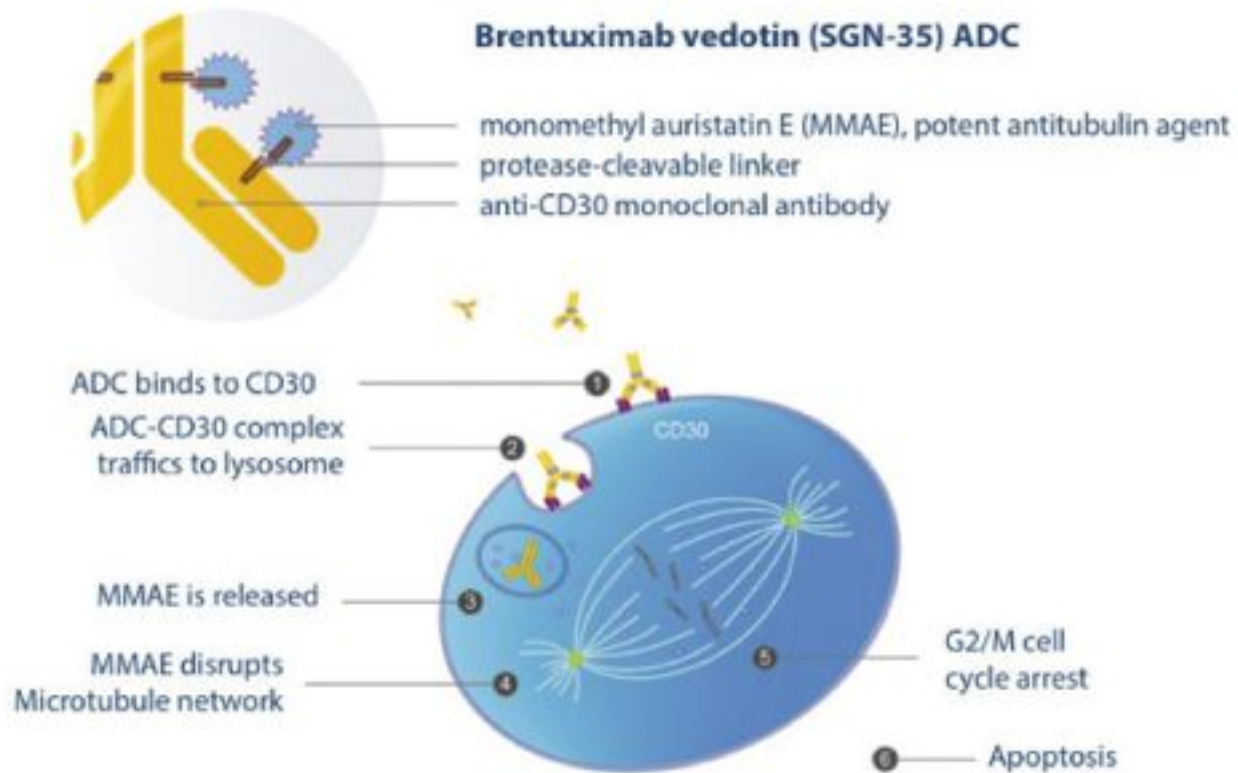 Brentuximab vedotin (SGN-35) ADC
monomethyl auristatin E (MMAE), potent antitubulin agent
protease-cleavable linker
anti-CD30 monoclonal antibody
ADC binds to CD30
1
CD30
ADC-CD30 complex
traffics to lysosome
2
MMAE is released
3
MMAE disrupts
Microtubule network
4
5
G2/M cell
cycle arrest
6
Apoptosis